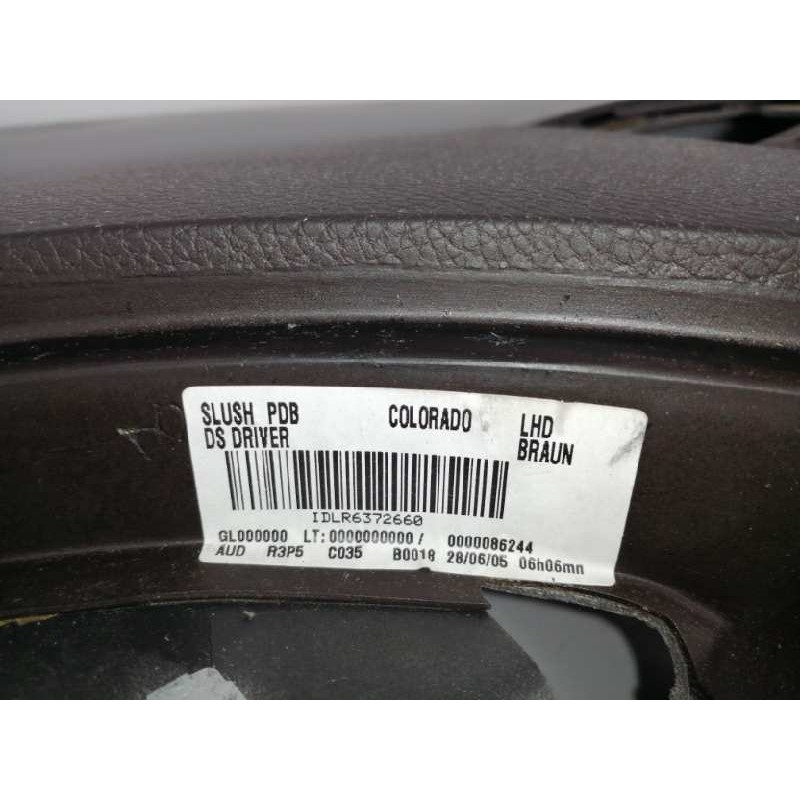 SLUSH PDB COLORADO LHD
DS DRIVER BRAUN
IDLR6372660
GL000000 LT:0000000000/ 0000086244
AUD R3P5 C035 B0018 28/06/05 06h06mn